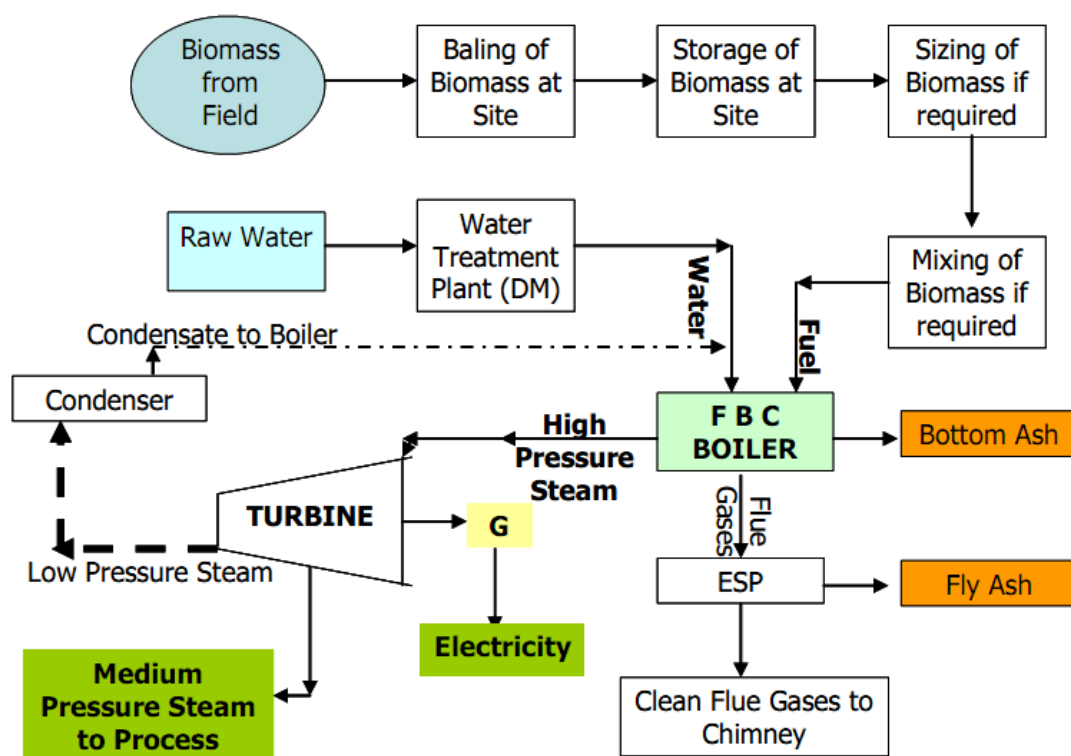 Biomass
from
Field
Baling of
Biomass at
Site
Storage of
Biomass at
Site
Sizing of
Biomass if
required
Raw Water
Water
Treatment
Plant (DM)
Water
Mixing of
Biomass if
required
Fuel
Condensate to Boiler
Condenser
High
Pressure
Steam
F B C
BOILER
Bottom Ash
TURBINE
G
Flue
Gases
Low Pressure Steam
ESP
Fly Ash
Electricity
Medium
Pressure Steam
to Process
Clean Flue Gases to
Chimney